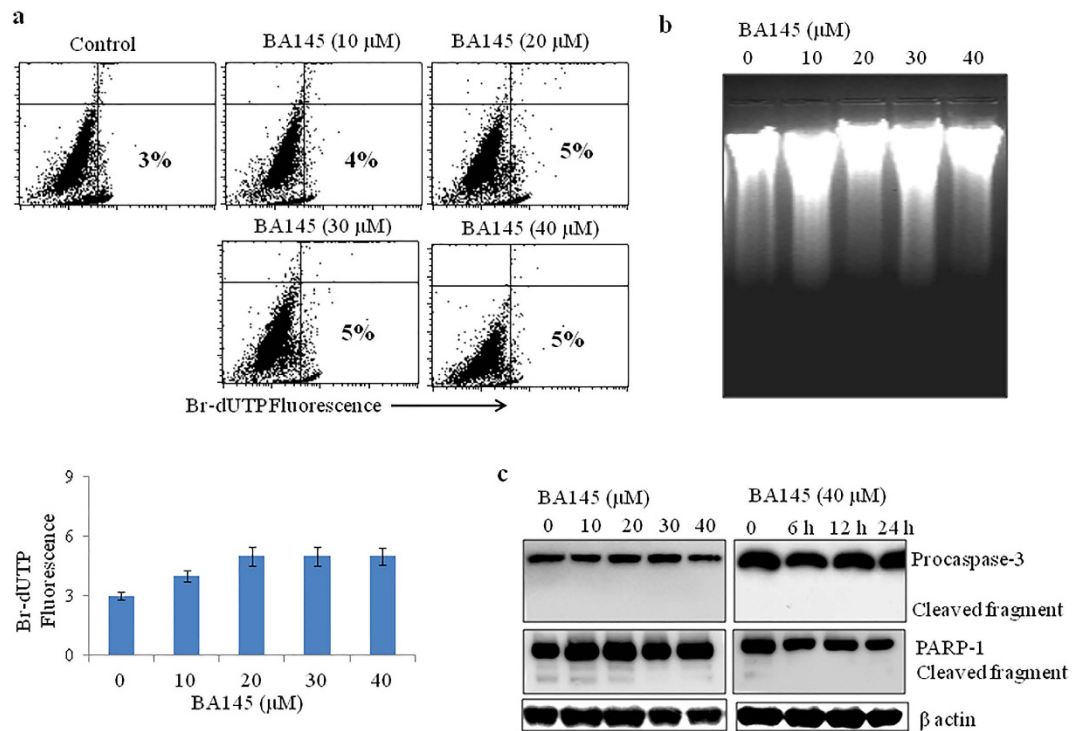 a
Control
BA145 (10 μM)
BA145 (20 μM)
3%
4%
5%
BA145 (30 μM)
BA145 (40 μM)
5%
5%
Br-dUTPFluorescence
b
BA145 (μM)
0 10 20 30 40
Br-dUTP
Fluorescence
9
6
3
0
0 10 20 30 40
BA145 (μM)
c
BA145 (μM)
0 10 20 30 40
BA145 (40 μM)
0 6 h 12 h 24 h
Procaspase-3
Cleaved fragment
PARP-1
Cleaved fragment
β actin